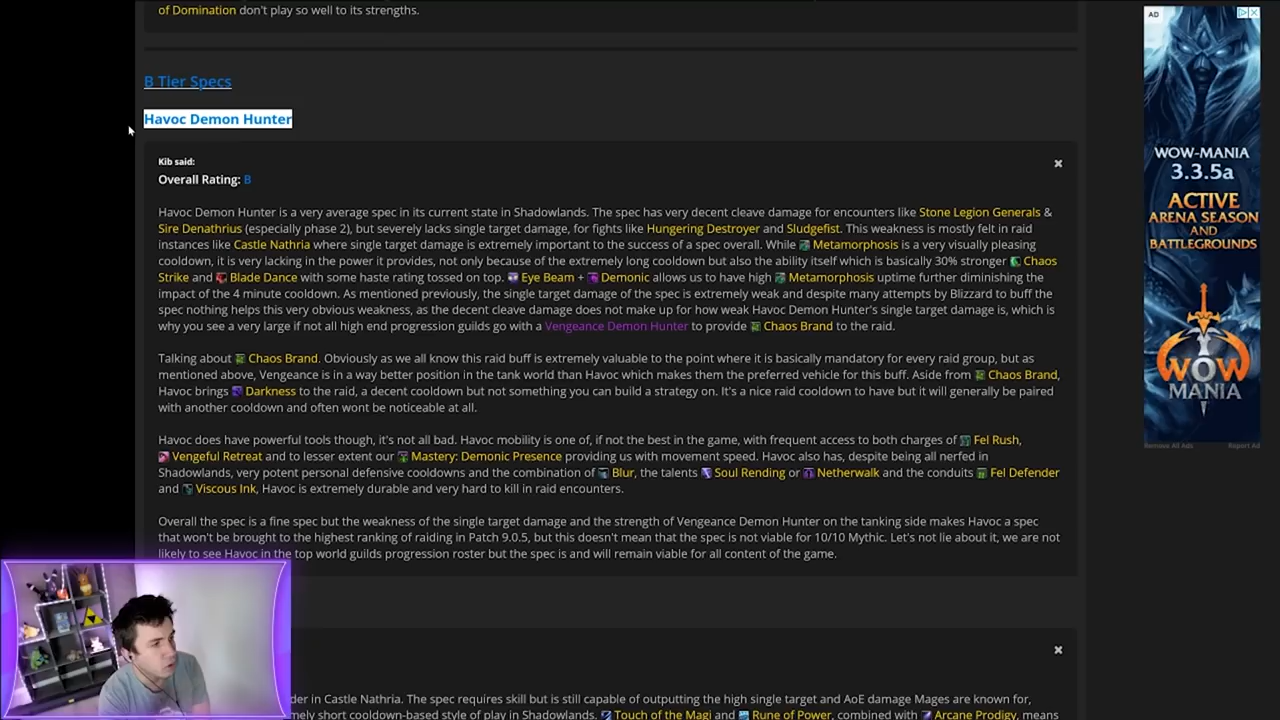 of Domination don't play so well to its strengths.
B Tier Specs
Havoc Demon Hunter
Kib said:
Overall Rating: B
Havoc Demon Hunter is a very average spec in its current state in Shadowlands. The spec has very decent cleave damage for encounters like Stone Legion Generals &
Sire Denathrius (especially phase 2), but severely lacks single target damage, for fights like Hungering Destroyer and Sludgefist. This weakness is mostly felt in raid
instances like Castle Nathria where single target damage is extremely important to the success of a spec overall. While Metamorphosis is a very visually pleasing
cooldown, it is very lacking in the power it provides, not only because of the extremely long cooldown but also the ability itself which is basically 30% stronger Chaos
Strike and Blade Dance with some haste rating tossed on top. Eye Beam + Demonic allows us to have high Metamorphosis uptime further diminishing the
impact of the 4 minute cooldown. As mentioned previously, the single target damage of the spec is extremely weak and despite many attempts by Blizzard to buff the
spec nothing helps this very obvious weakness, as the decent cleave damage does not make up for how weak Havoc Demon Hunter's single target damage is, which is
why you see a very large if not all high end progression guilds go with a Vengeance Demon Hunter to provide Chaos Brand to the raid.
Talking about Chaos Brand. Obviously as we all know this raid buff is extremely valuable to the point where it is basically mandatory for every raid group, but as
mentioned above, Vengeance is in a way better position in the tank world than Havoc which makes them the preferred vehicle for this buff. Aside from Chaos Brand,
Havoc brings Darkness to the raid, a decent cooldown but not something you can build a strategy on. It's a nice raid cooldown to have but it will generally be paired
with another cooldown and often wont be noticeable at all.
Havoc does have powerful tools though, it's not all bad. Havoc mobility is one of, if not the best in the game, with frequent access to both charges of Fel Rush,
Vengeful Retreat and to lesser extent our Mastery: Demonic Presence providing us with movement speed. Havoc also has, despite being all nerfed in
Shadowlands, very potent personal defensive cooldowns and the combination of Blur, the talents Soul Rending or Netherwalk and the conduits Fel Defender
and Viscous Ink, Havoc is extremely durable and very hard to kill in raid encounters.
Overall the spec is a fine spec but the weakness of the single target damage and the strength of Vengeance Demon Hunter on the tanking side makes Havoc a spec
that won't be brought to the highest ranking of raiding in Patch 9.0.5, but this doesn't mean that the spec is not viable for 10/10 Mythic. Let's not lie about it, we are not
likely to see Havoc in the top world guilds progression roster but the spec is and will remain viable for all content of the game.
der in Castle Nathria. The spec requires skill but is still capable of outputting the high single target and AoE damage Mages are known for,
mely short cooldown-based style of play in Shadowlands. Touch of the Magi and Rune of Power, combined with Arcane Prodigy, means
AD
WOW-MANIA
3.3.5a
ACTIVE
ARENA SEASON
AND
BATTLEGROUNDS
WOW
MANIA
Remove All Ads
Report Ad